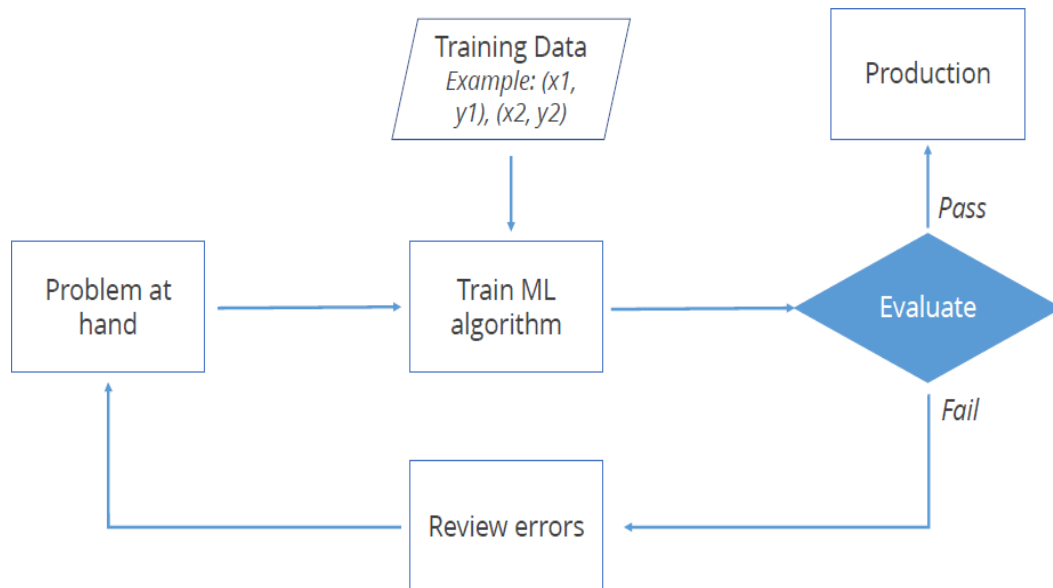 Training Data
Example: (x1,
y1), (x2, y2)
Production
Pass
Problem at
hand
Train ML
algorithm
Evaluate
Fail
Review errors